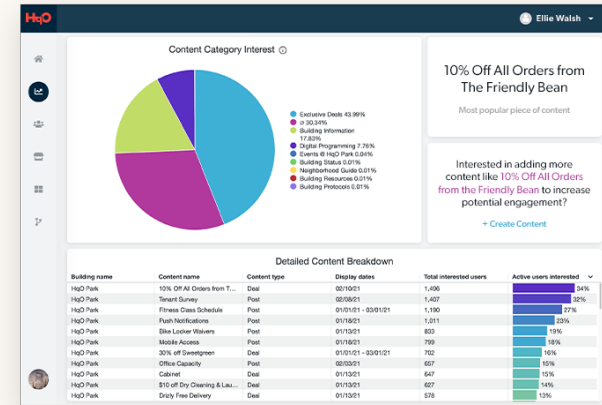 HqO
Ellie Walsh
Content Category Interest
Exclusive Deals 43.99%
ø 30.34%
Building Information
17.83%
Digital Programming 7.76%
Events @ HqO Park 0.04%
Building Status 0.01%
Neighborhood Guide 0.01%
Building Resources 0.01%
Building Protocols 0.01%
10% Off All Orders from
The Friendly Bean
Most popular piece of content
Interested in adding more
content like 10% Off All Orders
from the Friendly Bean to increase
potential engagement?
+ Create Content
Detailed Content Breakdown
Building name Content name Content type Display dates Total interested users Active users interested
HqO Park 10% Off All Orders from T... Deal 02/10/21 1,496 34%
HqO Park Tenant Survey Post 02/08/21 1,407 32%
HqO Park Fitness Class Schedule Post 01/01/21 - 03/01/21 1,190 27%
HqO Park Push Notifications Post 01/18/21 1,011 23%
HqO Park Bike Locker Waivers Post 01/13/21 833 19%
HqO Park Mobile Access Post 01/18/21 799 18%
HqO Park 30% off Sweetgreen Deal 01/01/21 - 03/01/21 702 16%
HqO Park Office Capacity Post 02/03/21 657 15%
HqO Park Cabinet Deal 01/13/21 647 15%
HqO Park $10 off Dry Cleaning & Lau... Deal 01/13/21 627 14%
HqO Park Drizly Free Delivery Deal 01/13/21 578 13%